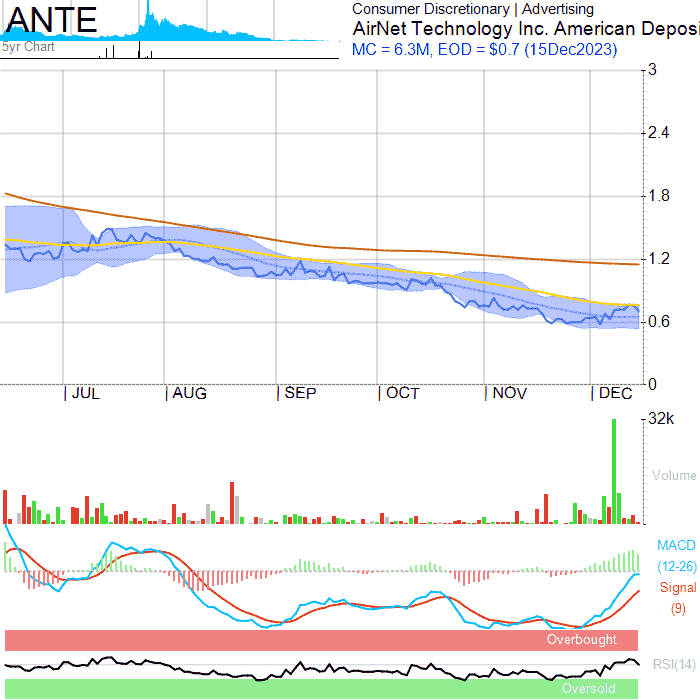 ANTE
5yr Chart
Consumer Discretionary | Advertising
AirNet Technology Inc. American Depos
MC = 6.3M, EOD = $0.7 (15Dec2023)
3
2.4
1.8
1.2
0.6
0
JUL AUG SEP OCT NOV DEC
32k
Volume
MACD
(12-26)
Signal
(9)
Overbought
RSI(14)
Oversold